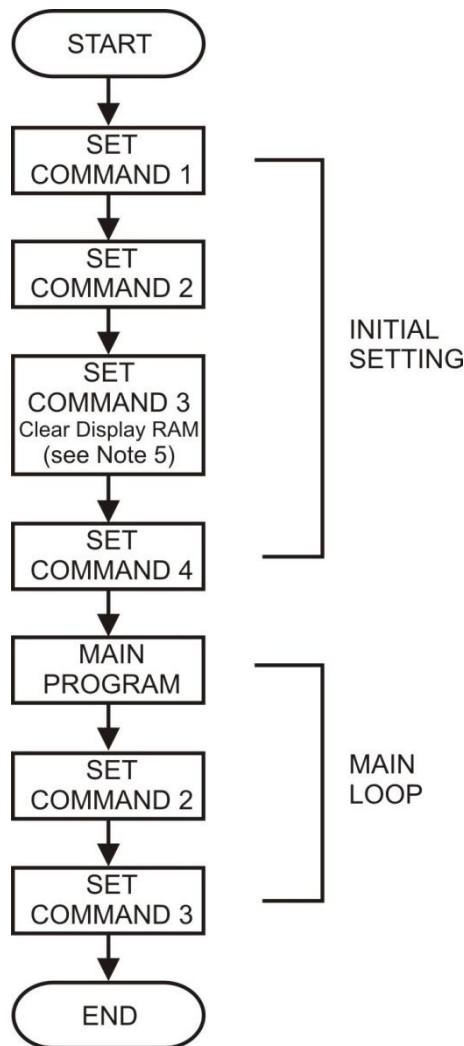 START
SET
COMMAND 1
SET
COMMAND 2
SET
COMMAND 3
Clear Display RAM
(see Note 5)
SET
COMMAND 4
INITIAL
SETTING
MAIN
PROGRAM
SET
COMMAND 2
SET
COMMAND 3
MAIN
LOOP
END